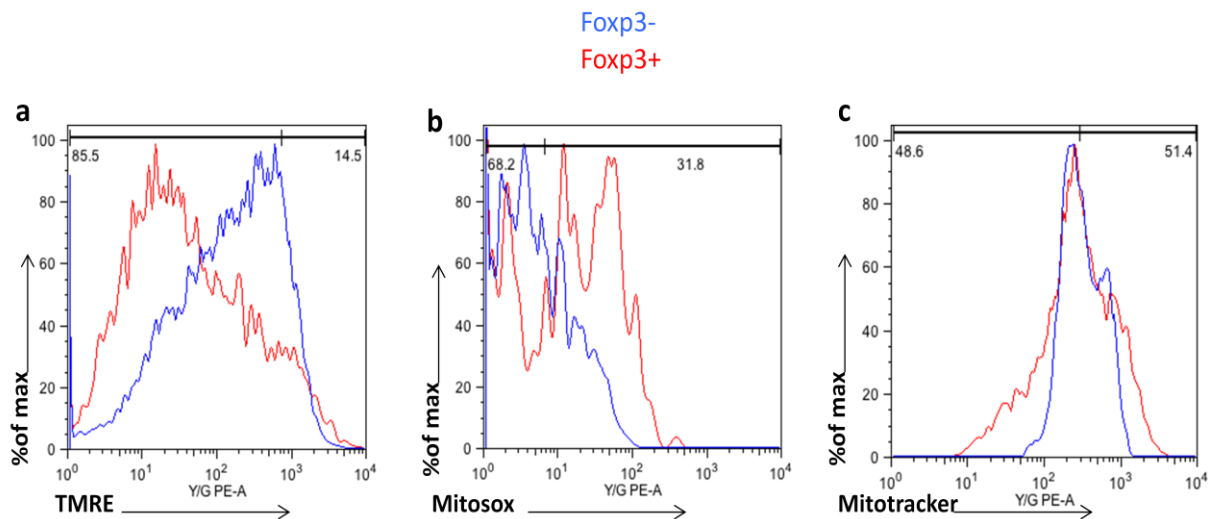 Foxp3-
Foxp3+
a
85.5 14.5
100
80
60
40
20
0
%of max
10^0 10^1 10^2 10^3 10^4
Y/G PE-A
TMRE
b
68.2 31.8
100
80
60
40
20
0
%of max
10^0 10^1 10^2 10^3 10^4
Y/G PE-A
Mitosox
c
48.6 51.4
100
80
60
40
20
0
%of max
10^0 10^1 10^2 10^3 10^4
Y/G PE-A
Mitotracker